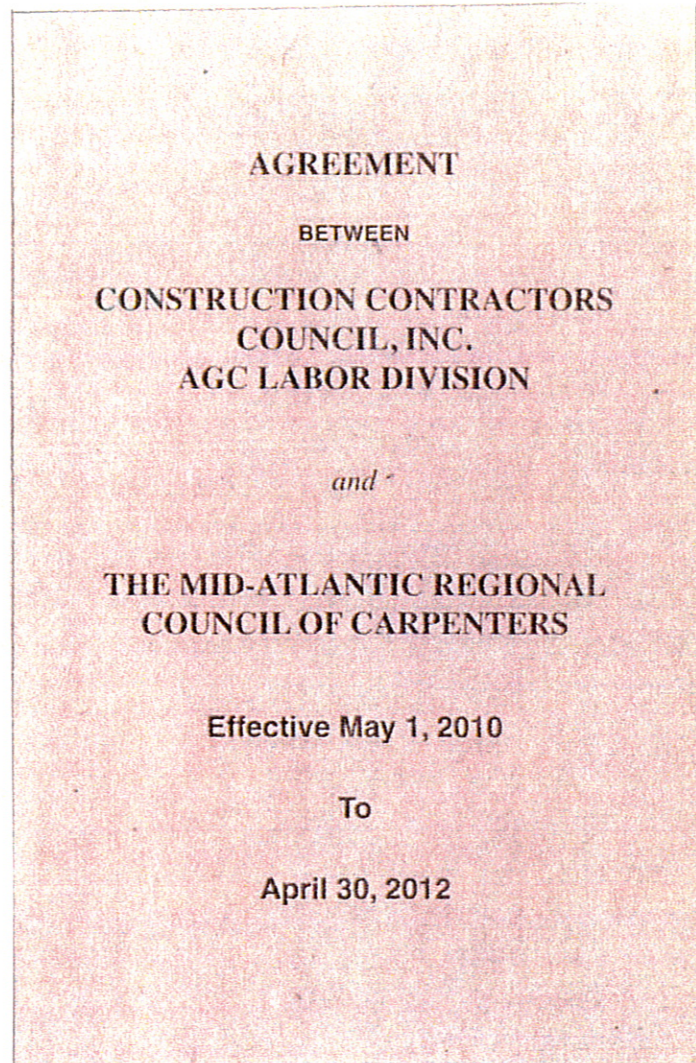 AGREEMENT
BETWEEN
CONSTRUCTION CONTRACTORS
COUNCIL, INC.
AGC LABOR DIVISION
and
THE MID-ATLANTIC REGIONAL
COUNCIL OF CARPENTERS
Effective May 1, 2010
To
April 30, 2012